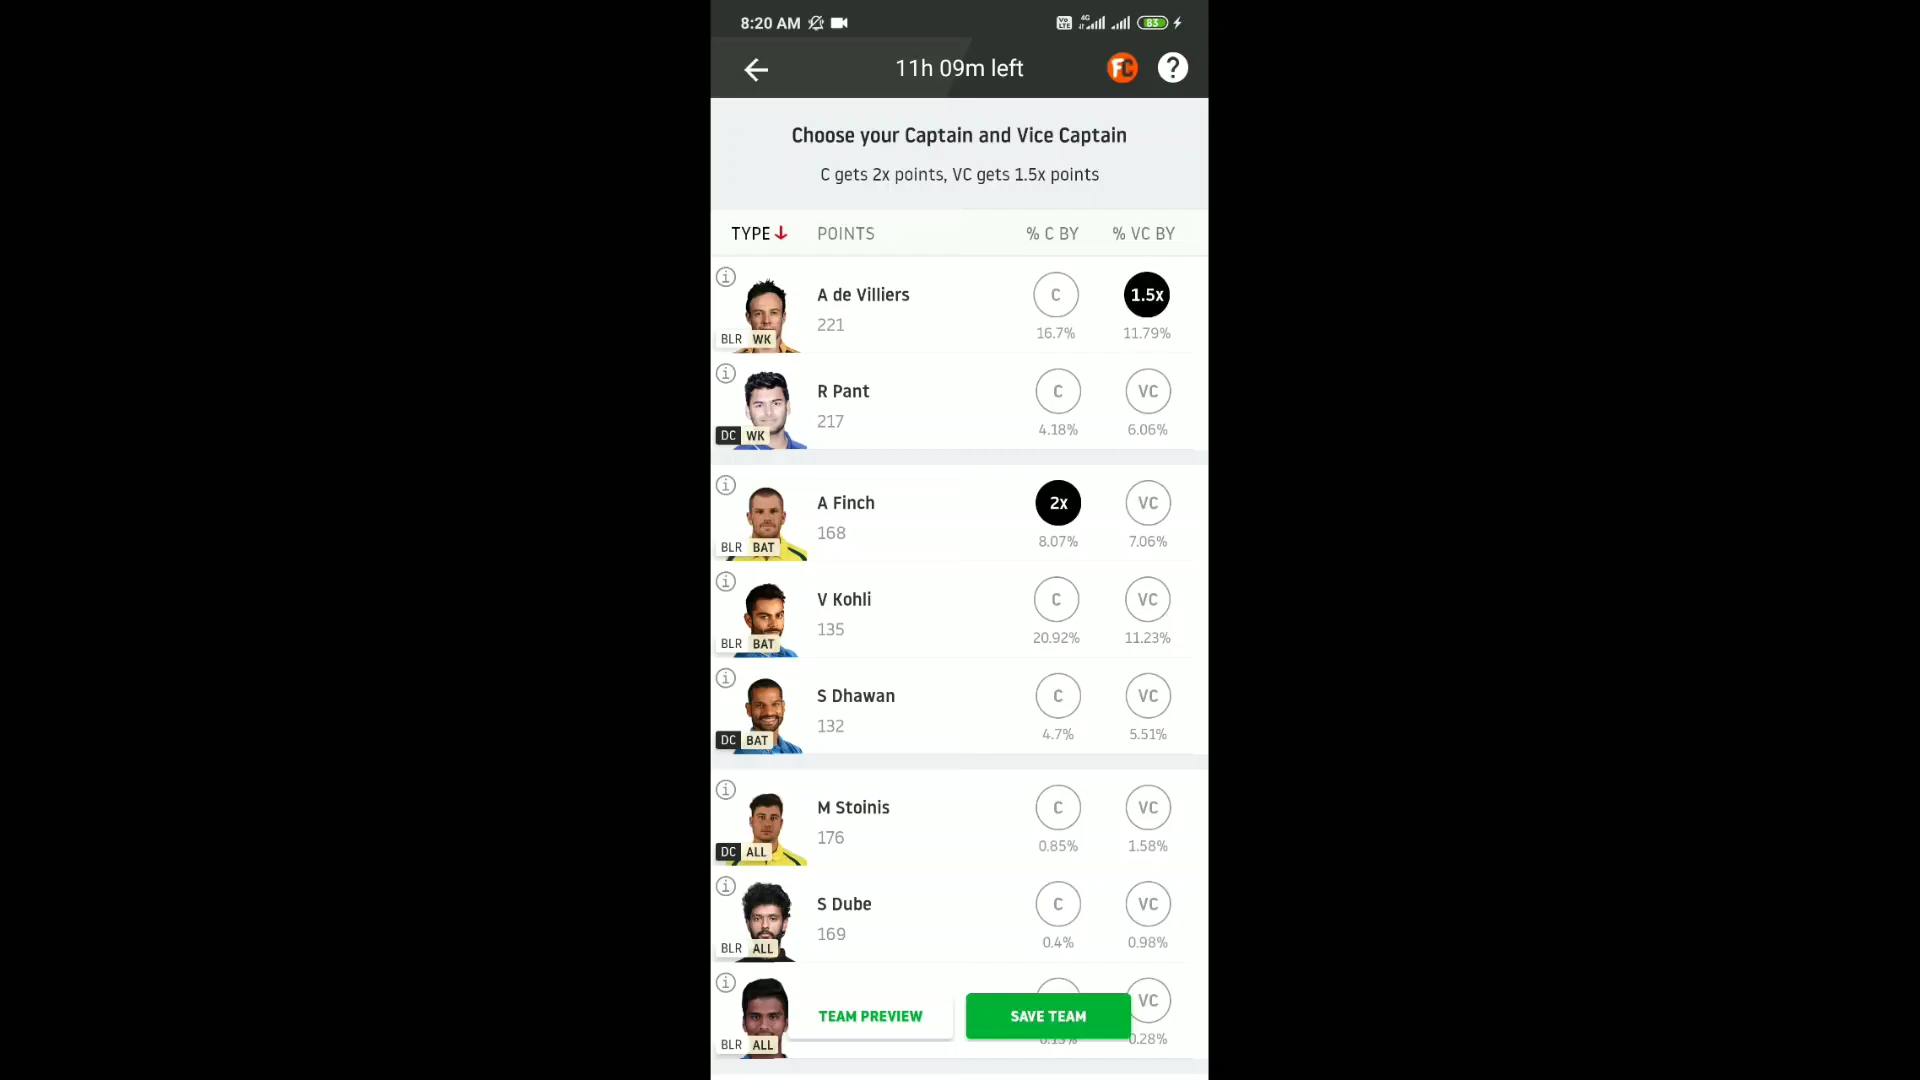 8:20 AM
Vo LTE 4G 83
11h 09m left
FC ?
Choose your Captain and Vice Captain
C gets 2x points, VC gets 1.5x points
TYPE POINTS % C BY % VC BY
A de Villiers C 1.5x
221 16.7% 11.79%
BLR WK
R Pant C VC
217 4.18% 6.06%
DC WK
A Finch 2x VC
168 8.07% 7.06%
BLR BAT
V Kohli C VC
135 20.92% 11.23%
BLR BAT
S Dhawan C VC
132 4.7% 5.51%
DC BAT
M Stoinis C VC
176 0.85% 1.58%
DC ALL
S Dube C VC
169 0.4% 0.98%
BLR ALL
VC
TEAM PREVIEW SAVE TEAM
0.28%
BLR ALL